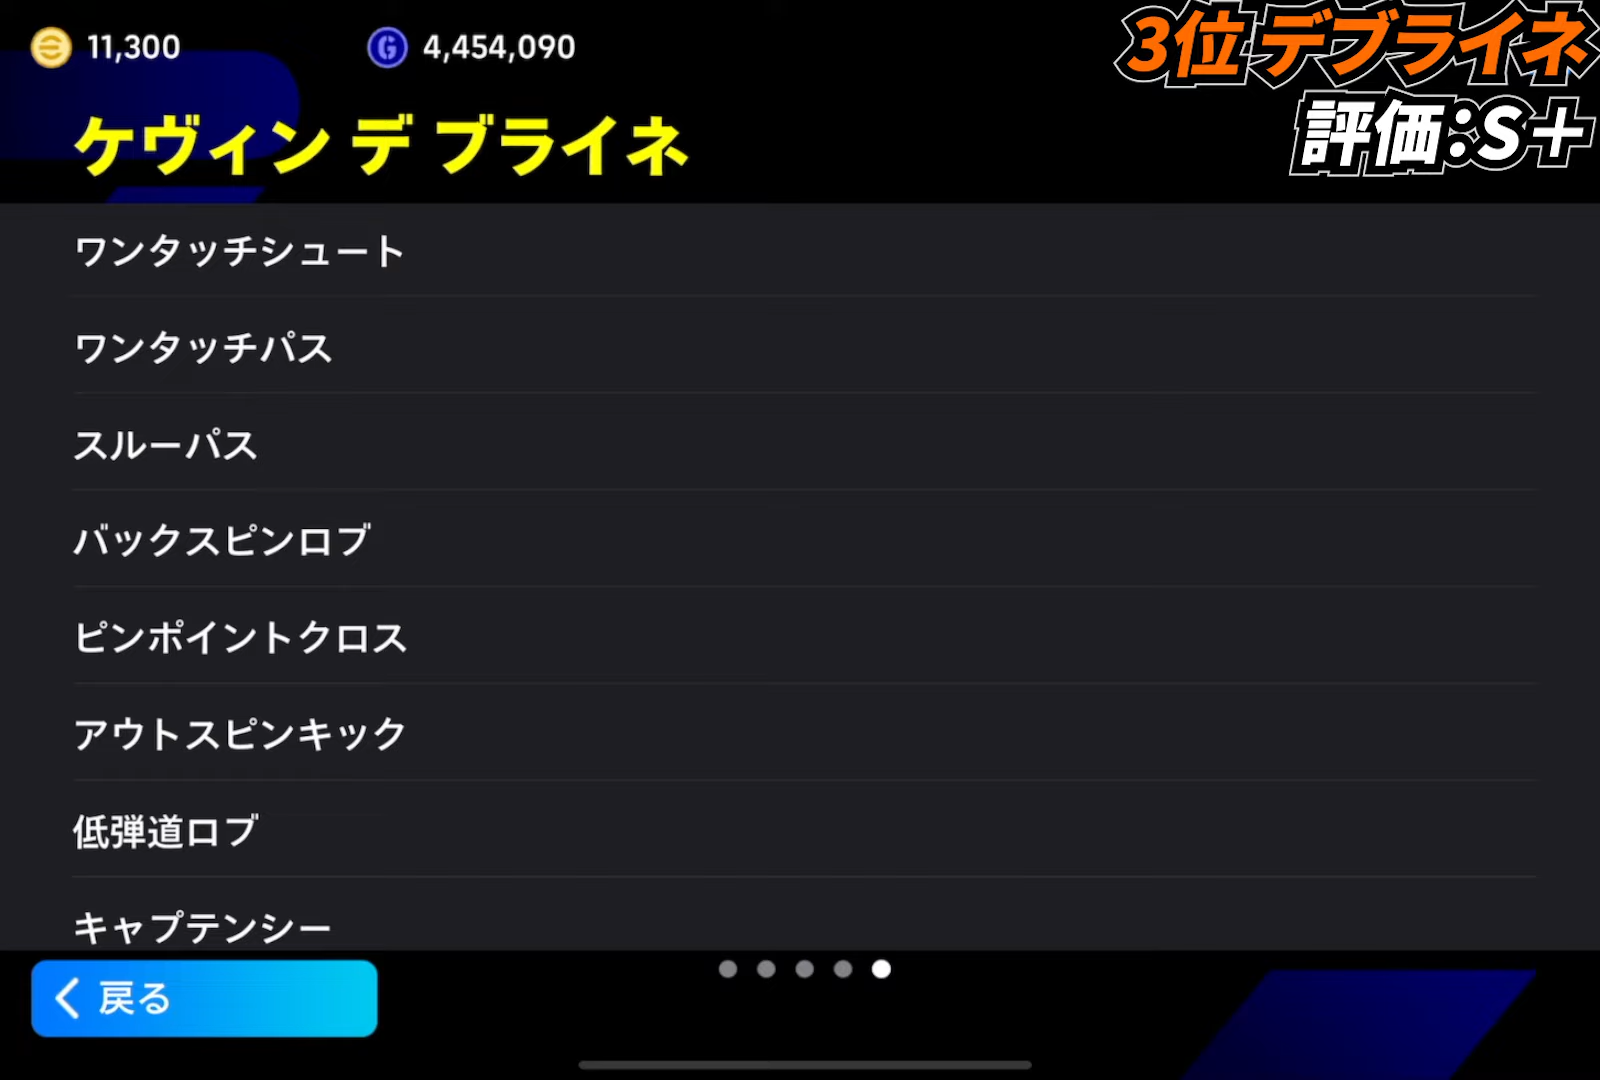 11,300
4,454,090
3位 デブライネ
評価:S+
ケヴィン デ ブライネ
ワンタッチシュート
ワンタッチパス
スルーパス
バックスピンロブ
ピンポイントクロス
アウトスピンキック
低弾道ロブ
キャプテンシー
戻る